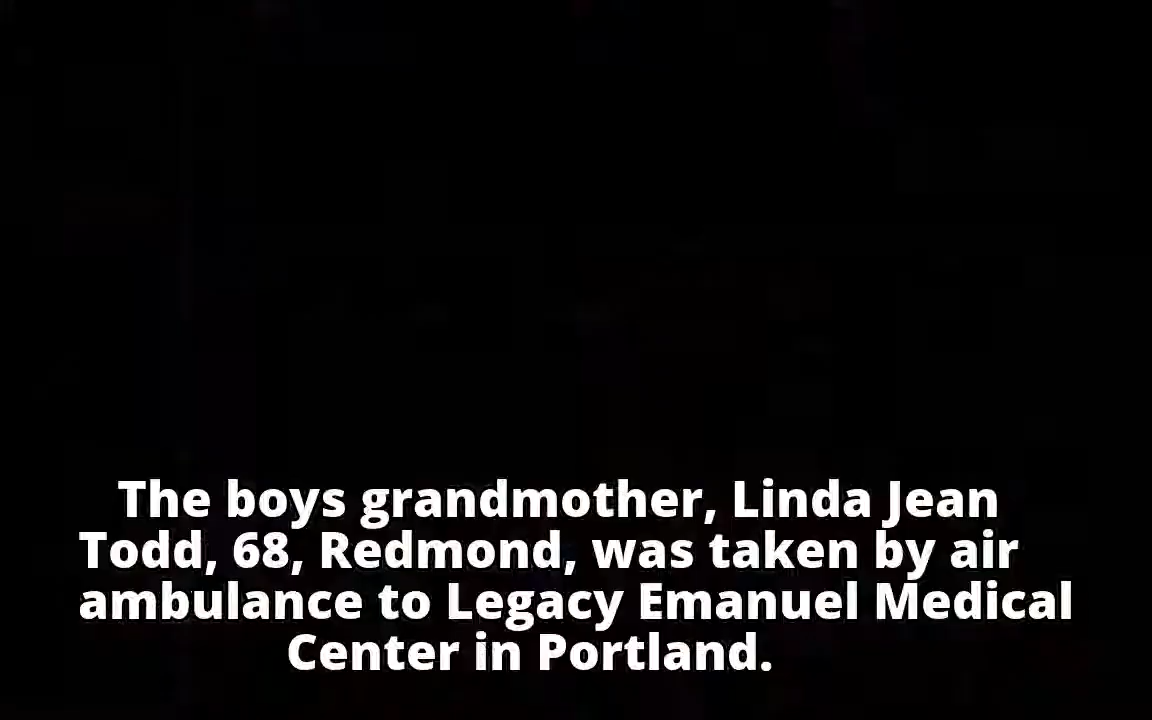 The boys grandmother, Linda Jean
Todd, 68, Redmond, was taken by air
ambulance to Legacy Emanuel Medical
Center in Portland.